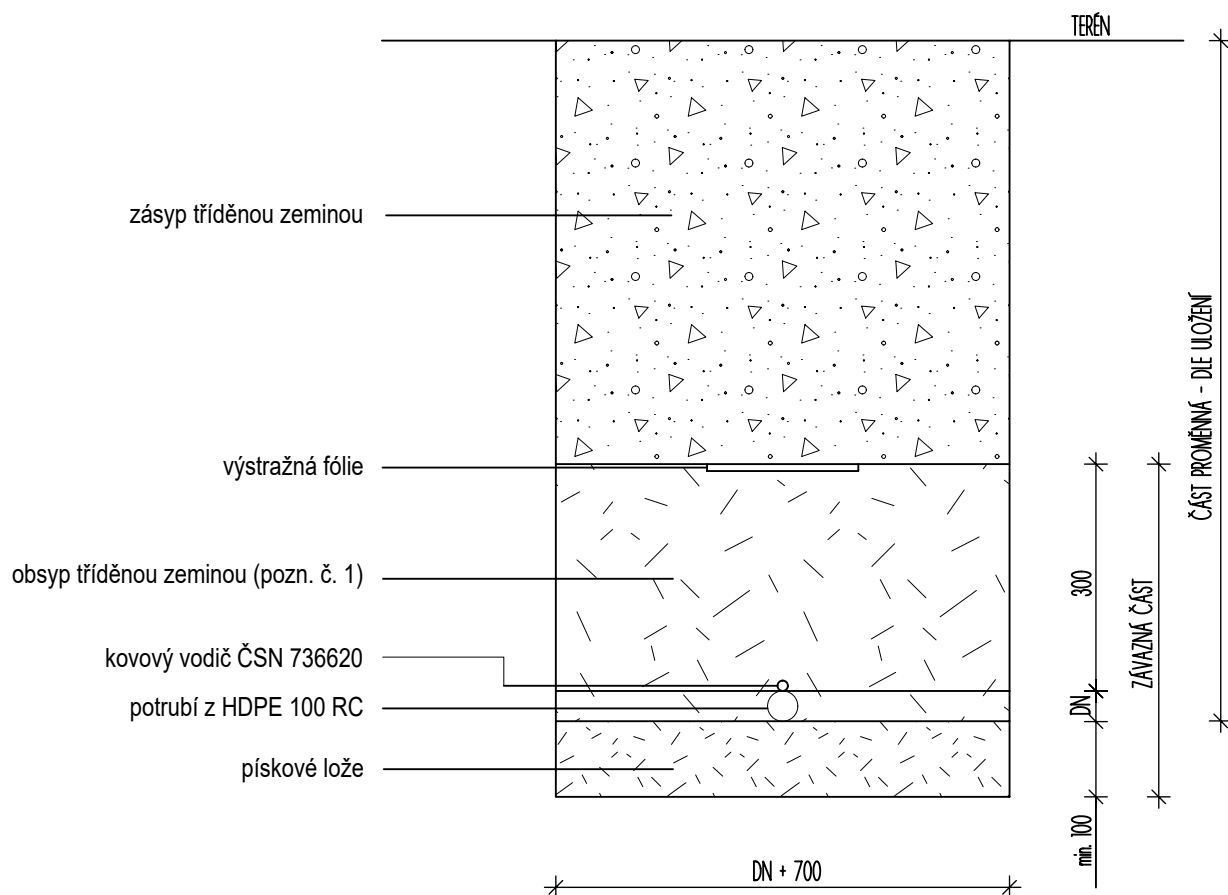 TERÉN
zásyp tříděnou zeminou
výstražná fólie
obsyp tříděnou zeminou (pozn. č. 1)
kovový vodič ČSN 736620
potrubí z HDPE 100 RC
pískové lože
300
DN
min. 100
ZÁVAZNÁ ČÁST
ČÁST PROMĚNNÁ - DLE ULOŽENÍ
DN + 700